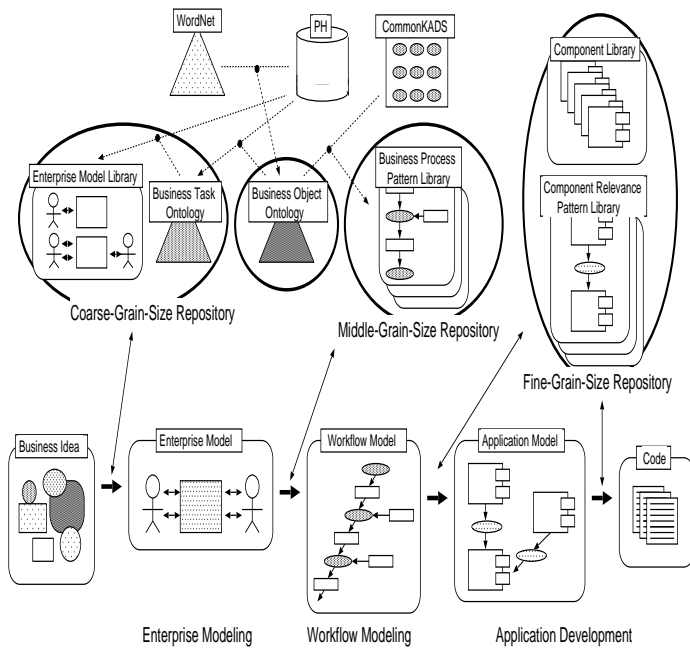 WordNet
PH
CommonKADS
Component Library
Enterprise Model Library
Business Task
Ontology
Business Object
Ontology
Business Process
Pattern Library
Component Relevance
Pattern Library
Coarse-Grain-Size Repository
Middle-Grain-Size Repository
Fine-Grain-Size Repository
Business Idea
Enterprise Model
Workflow Model
Application Model
Code
Enterprise Modeling
Workflow Modeling
Application Development